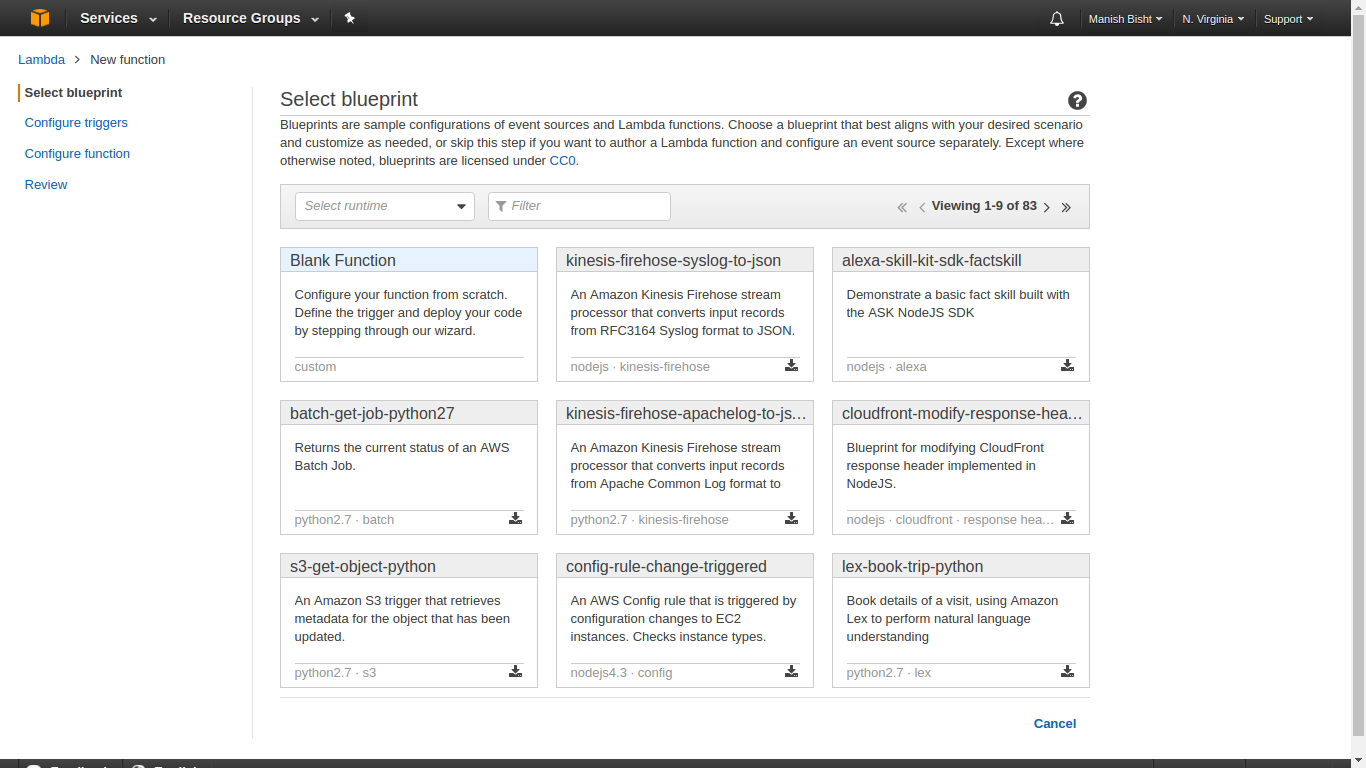 Services Resource Groups Manish Bisht N. Virginia Support
Lambda > New function
Select blueprint
Configure triggers
Configure function
Review
Select blueprint
Blueprints are sample configurations of event sources and Lambda functions. Choose a blueprint that best aligns with your desired scenario
and customize as needed, or skip this step if you want to author a Lambda function and configure an event source separately. Except where
otherwise noted, blueprints are licensed under CC0.
Select runtime Filter « < Viewing 1-9 of 83 > »
Blank Function
Configure your function from scratch.
Define the trigger and deploy your code
by stepping through our wizard.
custom
kinesis-firehose-syslog-to-json
An Amazon Kinesis Firehose stream
processor that converts input records
from RFC3164 Syslog format to JSON.
nodejs · kinesis-firehose
alexa-skill-kit-sdk-factskill
Demonstrate a basic fact skill built with
the ASK NodeJS SDK
nodejs · alexa
batch-get-job-python27
Returns the current status of an AWS
Batch Job.
python2.7 · batch
kinesis-firehose-apachelog-to-js...
An Amazon Kinesis Firehose stream
processor that converts input records
from Apache Common Log format to
python2.7 · kinesis-firehose
cloudfront-modify-response-hea...
Blueprint for modifying CloudFront
response header implemented in
NodeJS.
nodejs · cloudfront · response hea...
s3-get-object-python
An Amazon S3 trigger that retrieves
metadata for the object that has been
updated.
python2.7 · s3
config-rule-change-triggered
An AWS Config rule that is triggered by
configuration changes to EC2
instances. Checks instance types.
nodejs4.3 · config
lex-book-trip-python
Book details of a visit, using Amazon
Lex to perform natural language
understanding
python2.7 · lex
Cancel